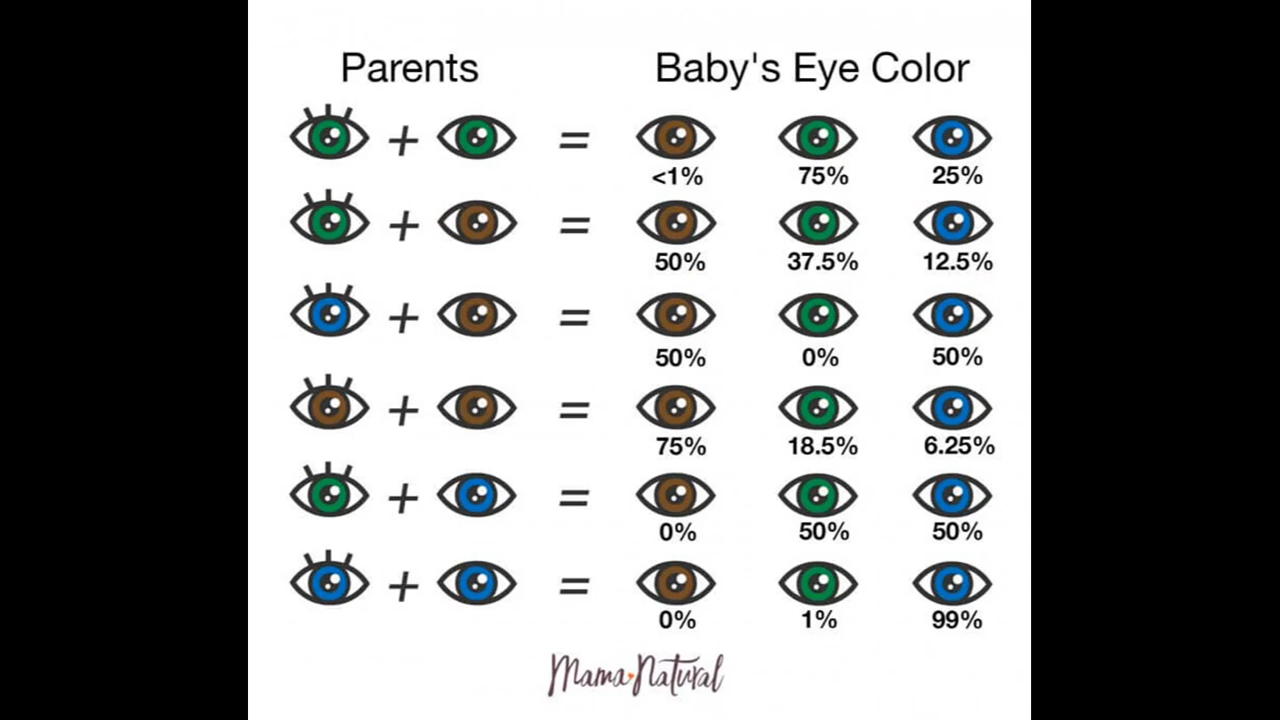 Parents Baby's Eye Color
+ = <1% 75% 25%
+ = 50% 37.5% 12.5%
+ = 50% 0% 50%
+ = 75% 18.5% 6.25%
+ = 0% 50% 50%
+ = 0% 1% 99%
Mama Natural